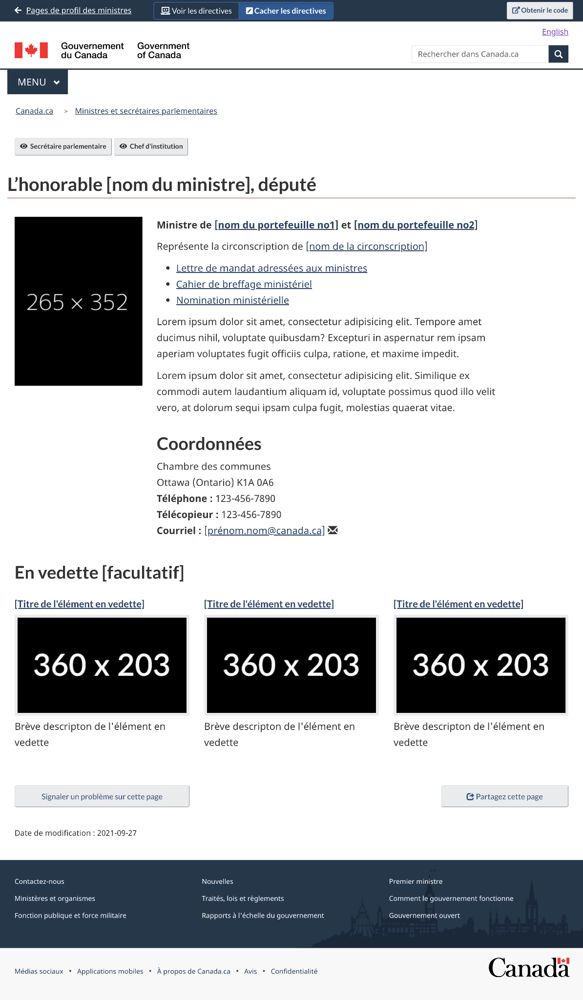 Pages de profil des ministres
Voir les directives
Cacher les directives
Obtenir le code
English
Gouvernement du Canada
Government of Canada
Rechercher dans Canada.ca
MENU
Canada.ca > Ministres et secrétaires parlementaires
Secrétaire parlementaire
Chef d'institution
L’honorable [nom du ministre], député
265 × 352
Ministre de [nom du portefeuille no1] et [nom du portefeuille no2]
Représente la circonscription de [nom de la circonscription]
• Lettre de mandat adressées aux ministres
• Cahier de breffage ministériel
• Nomination ministérielle
Lorem ipsum dolor sit amet, consectetur adipisicing elit. Tempore amet
ducimus nihil, voluptate quibusdam? Excepturi in aspernatur rem ipsam
aperiam voluptates fugit officiis culpa, ratione, et maxime impedit.
Lorem ipsum dolor sit amet, consectetur adipisicing elit. Similique ex
commodi autem laudantium aliquam id, voluptate possimus quod illo velit
vero, at dolorum sequi ipsam culpa fugit, molestias quaerat vitae.
Coordonnées
Chambre des communes
Ottawa (Ontario) K1A 0A6
Téléphone : 123-456-7890
Télécopieur : 123-456-7890
Courriel : [prénom.nom@canada.ca]
En vedette [facultatif]
[Titre de l'élément en vedette]
360 x 203
Brève descripton de l'élément en
vedette
[Titre de l'élément en vedette]
360 x 203
Brève descripton de l'élément en
vedette
[Titre de l'élément en vedette]
360 x 203
Brève descripton de l'élément en
vedette
Signaler un problème sur cette page
Partagez cette page
Date de modification : 2021-09-27
Contactez-nous
Nouvelles
Premier ministre
Ministères et organismes
Traités, lois et règlements
Comment le gouvernement fonctionne
Fonction publique et force militaire
Rapports à l'échelle du gouvernement
Gouvernement ouvert
Médias sociaux • Applications mobiles • À propos de Canada.ca • Avis • Confidentialité
Canada